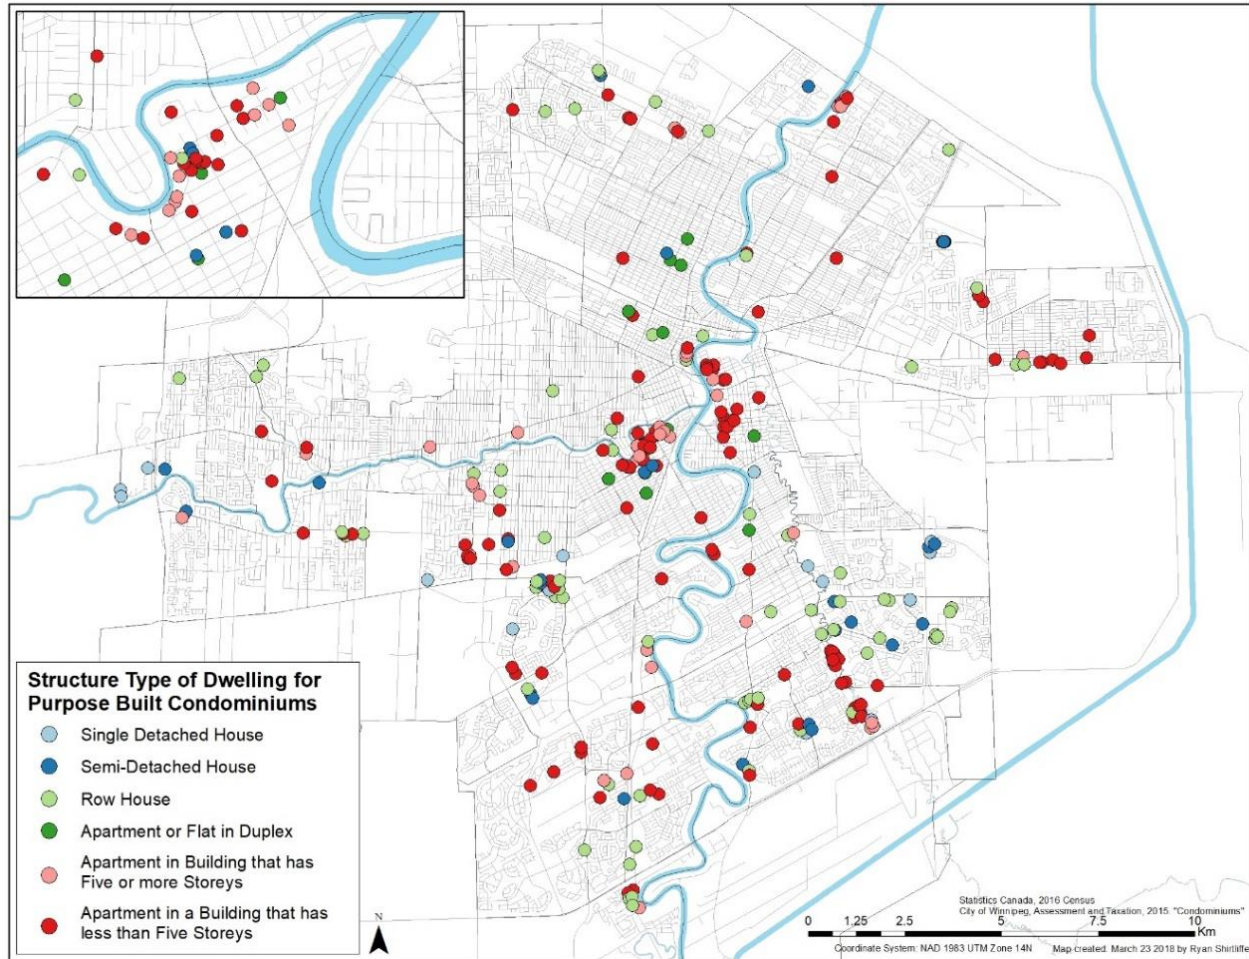 Structure Type of Dwelling for
Purpose Built Condominiums
Single Detached House
Semi-Detached House
Row House
Apartment or Flat in Duplex
Apartment in Building that has
Five or more Storeys
Apartment in a Building that has
less than Five Storeys
N
Statistics Canada, 2016 Census
City of Winnipeg, Assessment and Taxation, 2015. "Condominiums"
0 1.25 2.5 5 7.5 10
Km
Coordinate System: NAD 1983 UTM Zone 14N Map created: March 23 2018 by Ryan Shirtliffe